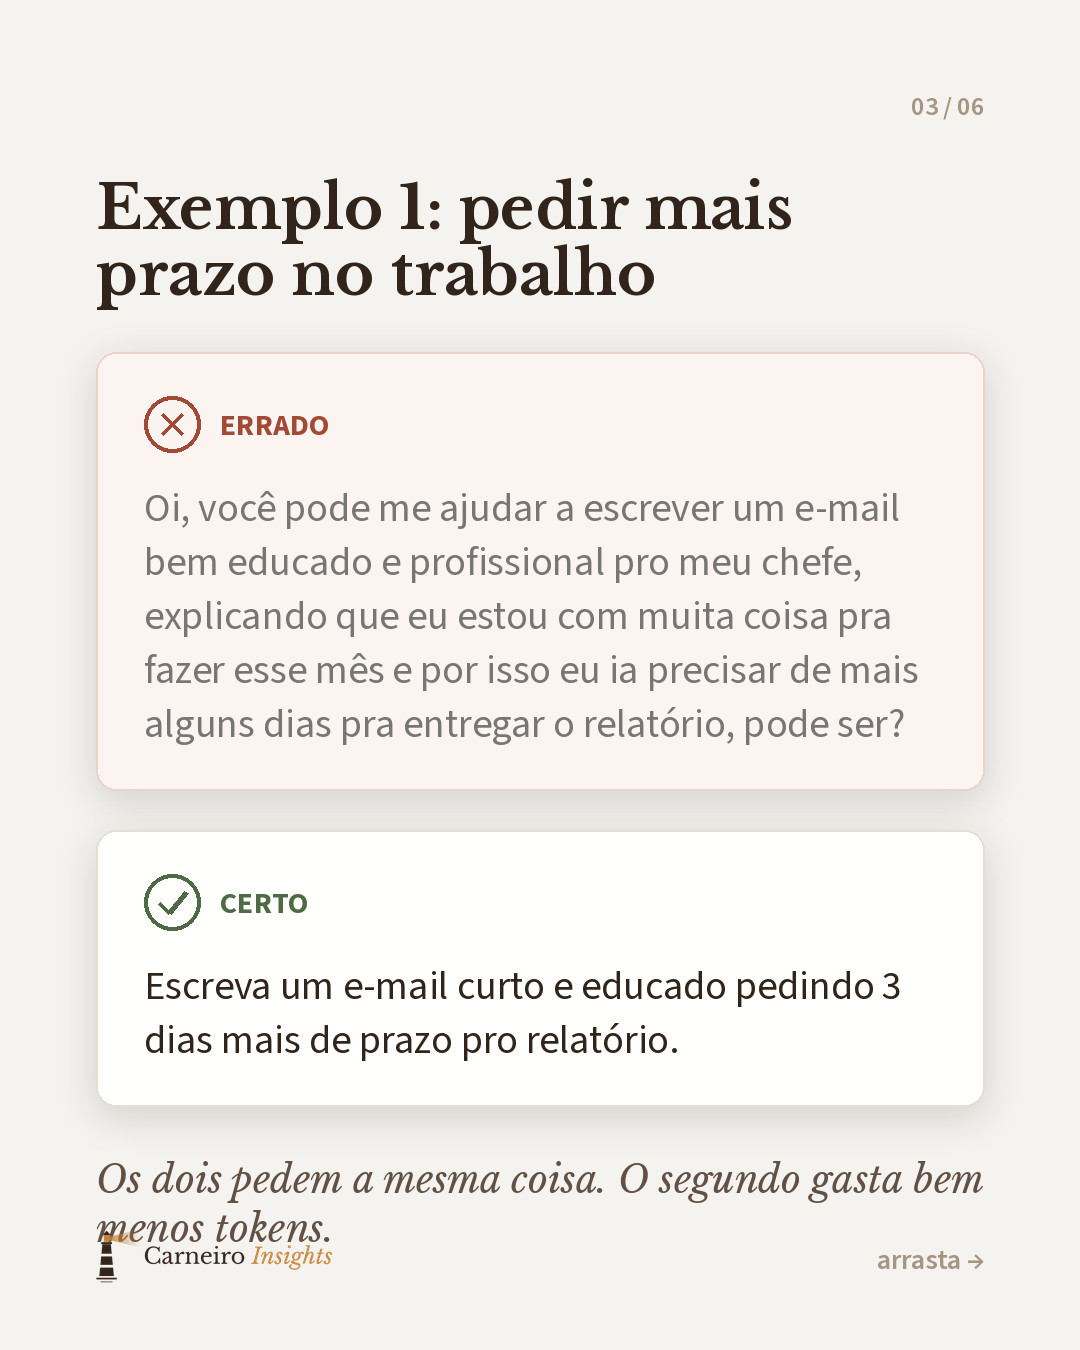 03 / 06
Exemplo 1: pedir mais
prazo no trabalho
ERRADO
Oi, você pode me ajudar a escrever um e-mail
bem educado e profissional pro meu chefe,
explicando que eu estou com muita coisa pra
fazer esse mês e por isso eu ia precisar de mais
alguns dias pra entregar o relatório, pode ser?
CERTO
Escreva um e-mail curto e educado pedindo 3
dias mais de prazo pro relatório.
Os dois pedem a mesma coisa. O segundo gasta bem
menos tokens.
Carneiro Insights
arrasta →